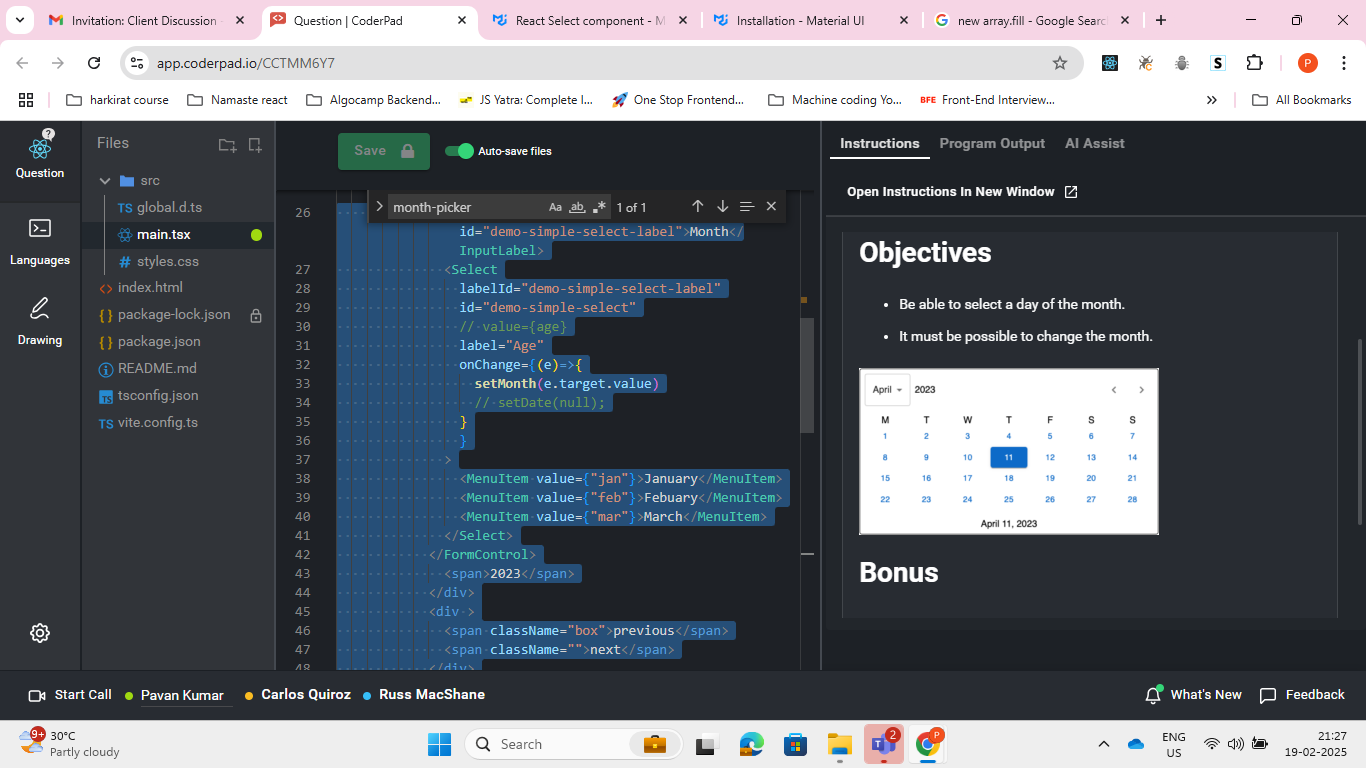 Invitation: Client Discussion
Question | CoderPad
React Select component - M
Installation - Material UI
new array.fill - Google Searc
app.coderpad.io/CCTMM6Y7
S
P
harkirat course
Namaste react
Algocamp Backend...
JS Yatra: Complete I...
One Stop Frontend...
Machine coding Yo...
BFE Front-End Interview...
»
All Bookmarks
?
Question
Languages
Drawing
Files
src
TS global.d.ts
main.tsx
# styles.css
<> index.html
{} package-lock.json
{} package.json
README.md
TS tsconfig.json
TS vite.config.ts
Save
Auto-save files
month-picker
Aa ab .*
1 of 1
26
id="demo-simple-select-label">Month</
InputLabel>
27 <Select
28 labelId="demo-simple-select-label"
29 id="demo-simple-select"
30 // value={age}
31 label="Age"
32 onChange={(e)=>{
33 setMonth(e.target.value)
34 // setDate(null);
35 }
36 }
37 >
38 <MenuItem value={"jan"}>January</MenuItem>
39 <MenuItem value={"feb"}>Febuary</MenuItem>
40 <MenuItem value={"mar"}>March</MenuItem>
41 </Select>
42 </FormControl>
43 <span>2023</span>
44 </div>
45 <div >
46 <span className="box">previous</span>
47 <span className="">next</span>
48 </div>
Instructions
Program Output
AI Assist
Open Instructions In New Window
Objectives
• Be able to select a day of the month.
• It must be possible to change the month.
April 2023
M T W T F S S
1 2 3 4 5 6 7
8 9 10 11 12 13 14
15 16 17 18 19 20 21
22 23 24 25 26 27 28
April 11, 2023
Bonus
Start Call
Pavan Kumar
Carlos Quiroz
Russ MacShane
What's New
Feedback
9+
30°C
Partly cloudy
Search
2
P
ENG
US
21:27
19-02-2025